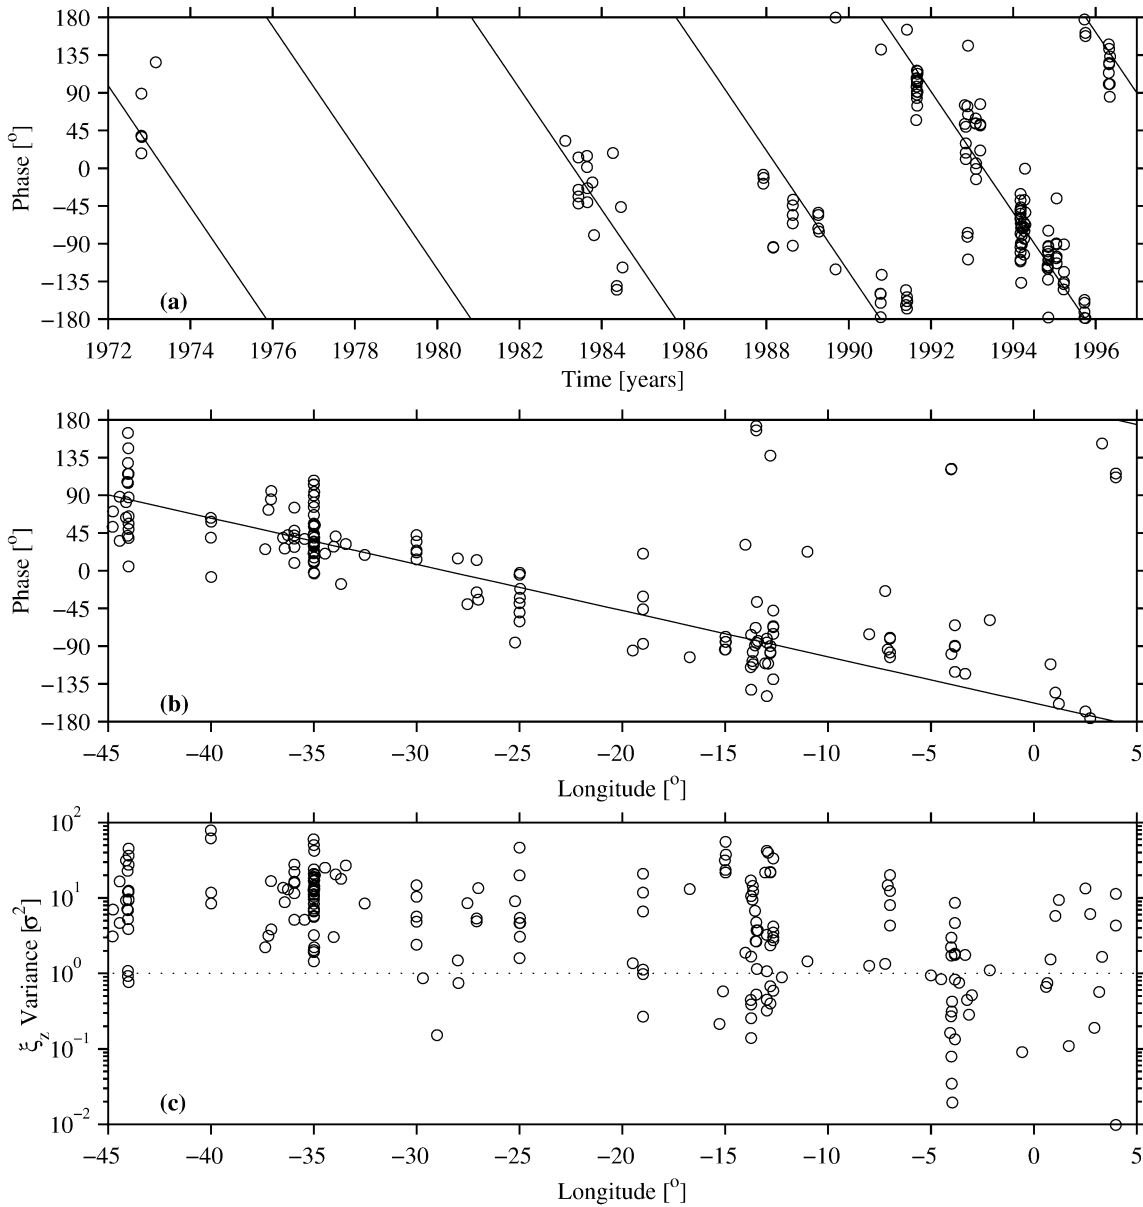 180
135
90
45
0
−45
−90
−135
−180
Phase [°]
(a)
1972 1974 1976 1978 1980 1982 1984 1986 1988 1990 1992 1994 1996
Time [years]
180
135
90
45
0
−45
−90
−135
−180
Phase [°]
(b)
−45 −40 −35 −30 −25 −20 −15 −10 −5 0 5
Longitude [°]
10²
10¹
10⁰
10⁻¹
10⁻²
ξz Variance [σ²]
(c)
−45 −40 −35 −30 −25 −20 −15 −10 −5 0 5
Longitude [°]